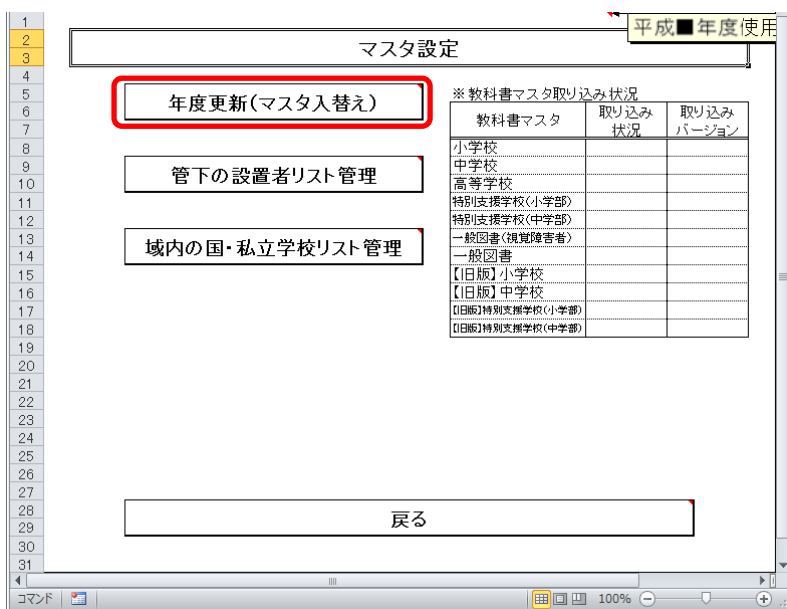 平成■年度使用
マスタ設定
年度更新(マスタ入替え)
管下の設置者リスト管理
域内の国・私立学校リスト管理
※教科書マスタ取り込み状況
教科書マスタ 取り込み状況 取り込みバージョン
小学校
中学校
高等学校
特別支援学校(小学部)
特別支援学校(中学部)
一般図書(視覚障害者)
一般図書
【旧版】小学校
【旧版】中学校
【旧版】特別支援学校(小学部)
【旧版】特別支援学校(中学部)
戻る
1
2
3
4
5
6
7
8
9
10
11
12
13
14
15
16
17
18
19
20
21
22
23
24
25
26
27
28
29
30
31
コマンド 100%